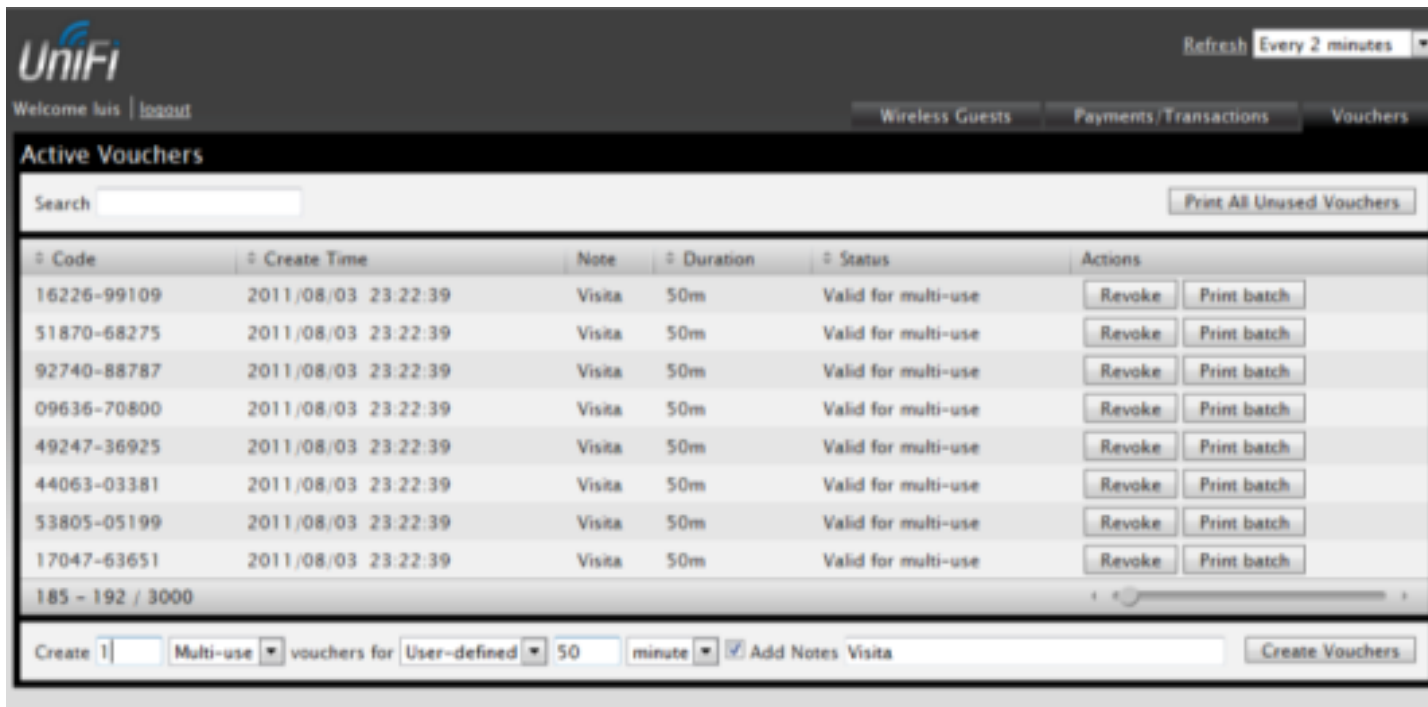 UniFi
Refresh Every 2 minutes
Welcome luis | logout
Wireless Guests Payments/Transactions Vouchers
Active Vouchers
Search Print All Unused Vouchers
Code Create Time Note Duration Status Actions
16226-99109 2011/08/03 23:22:39 Visita 50m Valid for multi-use Revoke Print batch
51870-68275 2011/08/03 23:22:39 Visita 50m Valid for multi-use Revoke Print batch
92740-88787 2011/08/03 23:22:39 Visita 50m Valid for multi-use Revoke Print batch
09636-70800 2011/08/03 23:22:39 Visita 50m Valid for multi-use Revoke Print batch
49247-36925 2011/08/03 23:22:39 Visita 50m Valid for multi-use Revoke Print batch
44063-03381 2011/08/03 23:22:39 Visita 50m Valid for multi-use Revoke Print batch
53805-05199 2011/08/03 23:22:39 Visita 50m Valid for multi-use Revoke Print batch
17047-63651 2011/08/03 23:22:39 Visita 50m Valid for multi-use Revoke Print batch
185 - 192 / 3000
Create 1 Multi-use vouchers for User-defined 50 minute Add Notes Visita Create Vouchers